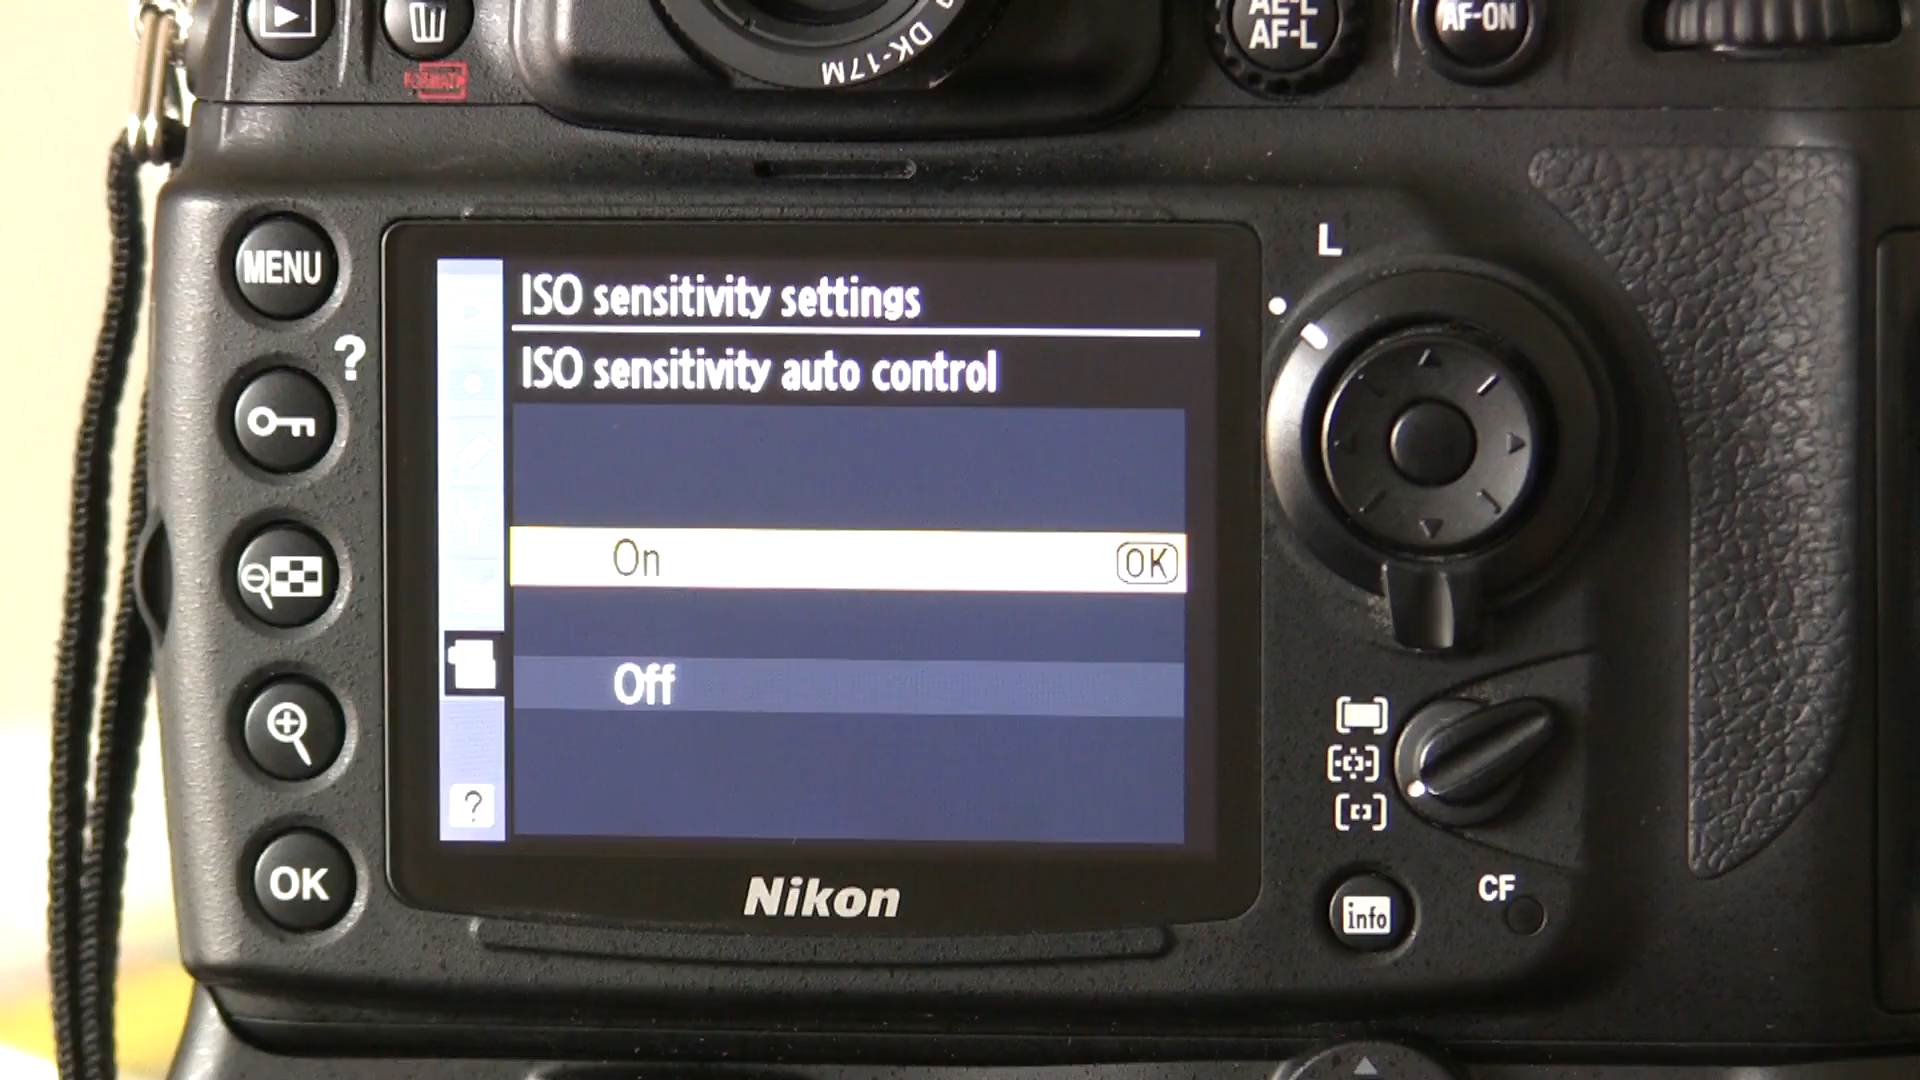 DK-17M
AE-L
AF-L
AF-ON
FORMAT
MENU
?
L
ISO sensitivity settings
ISO sensitivity auto control
On
OK
Off
?
OK
Nikon
info
CF